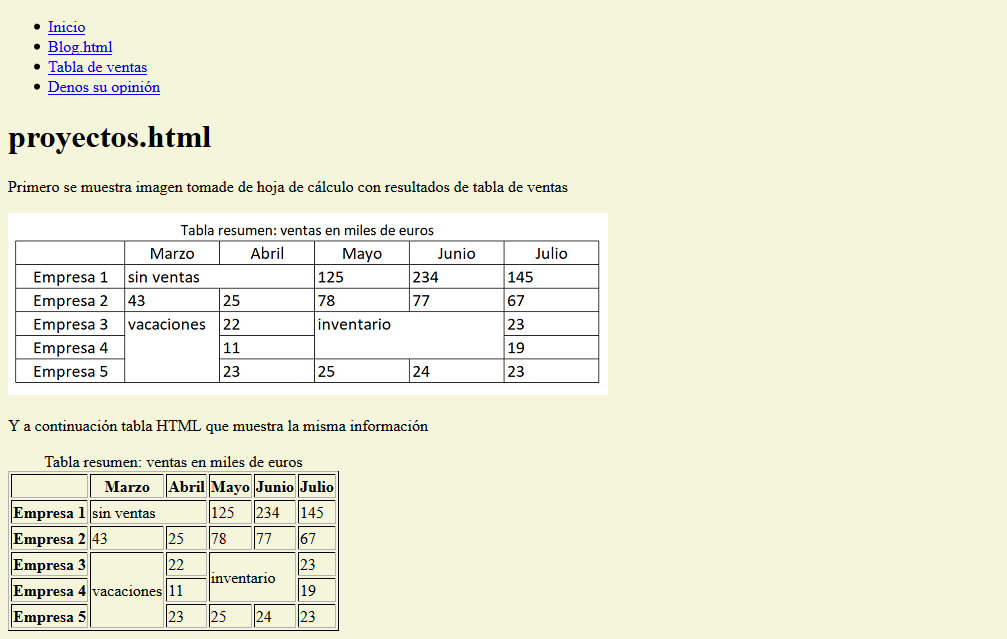 Inicio
Blog.html
Tabla de ventas
Denos su opinión
proyectos.html
Primero se muestra imagen tomade de hoja de cálculo con resultados de tabla de ventas
Tabla resumen: ventas en miles de euros
Marzo Abril Mayo Junio Julio
Empresa 1 sin ventas 125 234 145
Empresa 2 43 25 78 77 67
Empresa 3 vacaciones 22 inventario 23
Empresa 4 11 19
Empresa 5 23 25 24 23
Y a continuación tabla HTML que muestra la misma información
Tabla resumen: ventas en miles de euros
Marzo Abril Mayo Junio Julio
Empresa 1 sin ventas 125 234 145
Empresa 2 43 25 78 77 67
Empresa 3 vacaciones 22 inventario 23
Empresa 4 11 19
Empresa 5 23 25 24 23